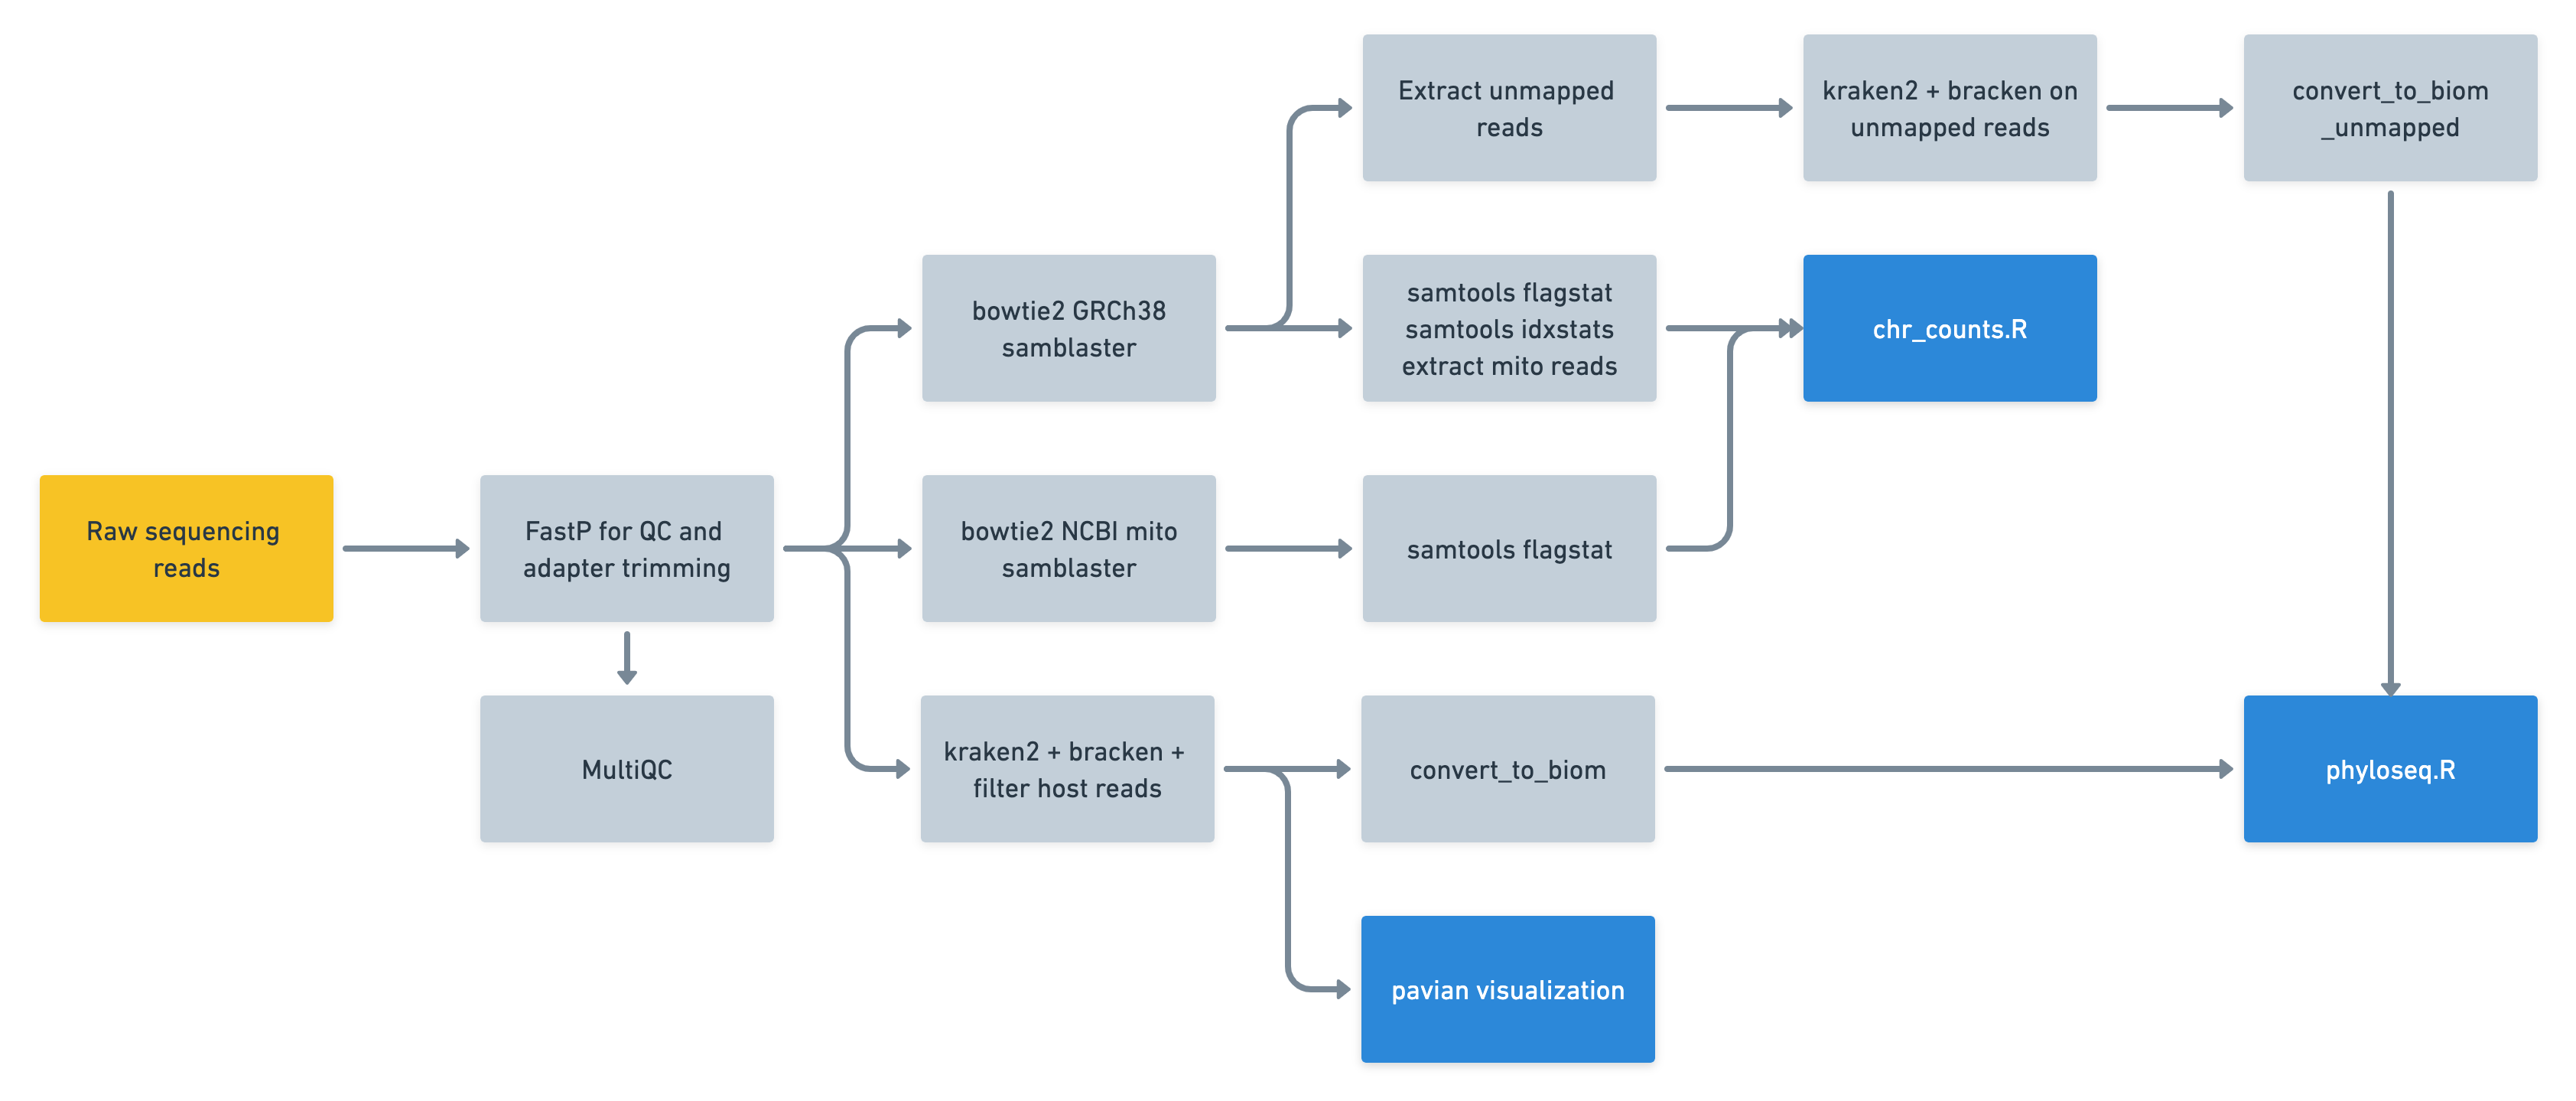 Extract unmapped
reads
kraken2 + bracken on
unmapped reads
convert_to_biom
_unmapped
bowtie2 GRCh38
samblaster
samtools flagstat
samtools idxstats
extract mito reads
chr_counts.R
Raw sequencing
reads
FastP for QC and
adapter trimming
bowtie2 NCBI mito
samblaster
samtools flagstat
MultiQC
kraken2 + bracken +
filter host reads
convert_to_biom
phyloseq.R
pavian visualization